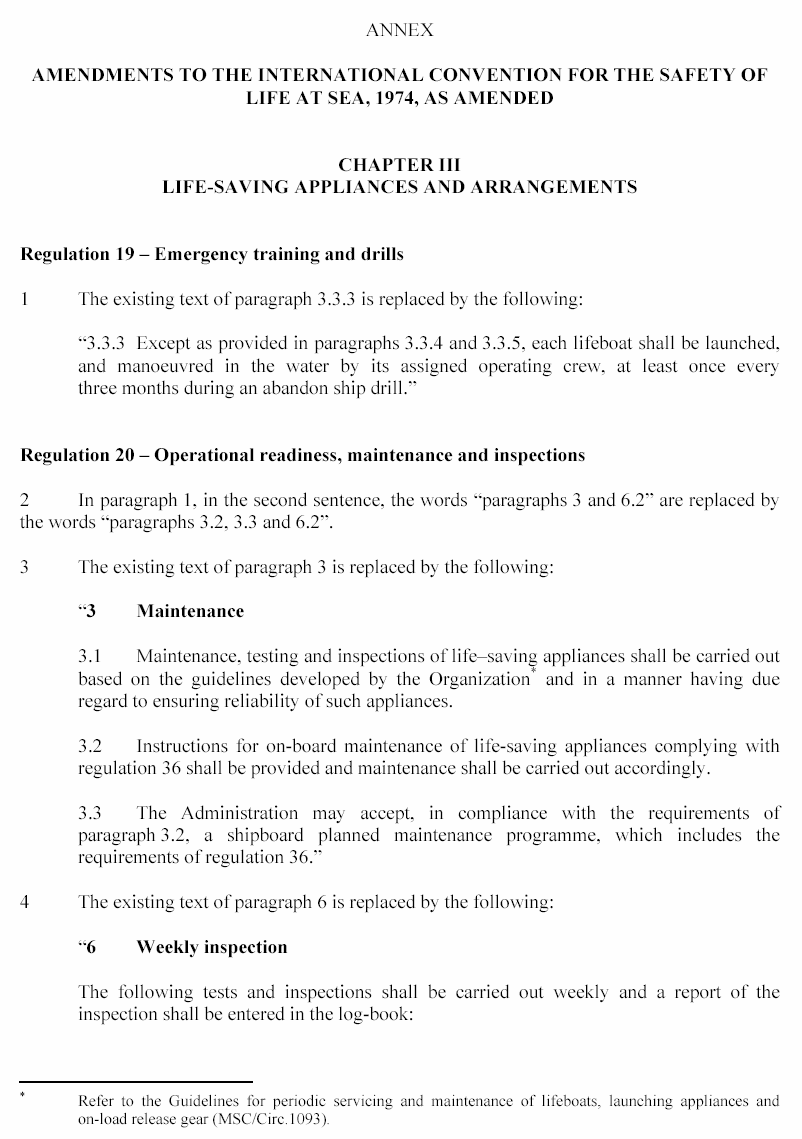 ANNEX
AMENDMENTS TO THE INTERNATIONAL CONVENTION FOR THE SAFETY OF
LIFE AT SEA, 1974, AS AMENDED
CHAPTER III
LIFE-SAVING APPLIANCES AND ARRANGEMENTS
Regulation 19 – Emergency training and drills
1 The existing text of paragraph 3.3.3 is replaced by the following:
“3.3.3 Except as provided in paragraphs 3.3.4 and 3.3.5, each lifeboat shall be launched,
and manoeuvred in the water by its assigned operating crew, at least once every
three months during an abandon ship drill.”
Regulation 20 – Operational readiness, maintenance and inspections
2 In paragraph 1, in the second sentence, the words “paragraphs 3 and 6.2” are replaced by
the words “paragraphs 3.2, 3.3 and 6.2”.
3 The existing text of paragraph 3 is replaced by the following:
“3 Maintenance
3.1 Maintenance, testing and inspections of life–saving appliances shall be carried out
based on the guidelines developed by the Organization* and in a manner having due
regard to ensuring reliability of such appliances.
3.2 Instructions for on-board maintenance of life-saving appliances complying with
regulation 36 shall be provided and maintenance shall be carried out accordingly.
3.3 The Administration may accept, in compliance with the requirements of
paragraph 3.2, a shipboard planned maintenance programme, which includes the
requirements of regulation 36.”
4 The existing text of paragraph 6 is replaced by the following:
“6 Weekly inspection
The following tests and inspections shall be carried out weekly and a report of the
inspection shall be entered in the log-book:
* Refer to the Guidelines for periodic servicing and maintenance of lifeboats, launching appliances and
on-load release gear (MSC/Circ.1093).